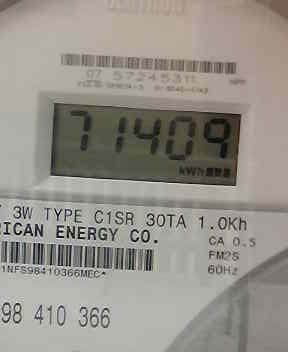 07 57245311
71409
kWh
3W TYPE C1SR 30TA 1.0Kh
RICAN ENERGY CO.
CA 0.5
FM2S
60Hz
1NFS98410366MEC*
98 410 366